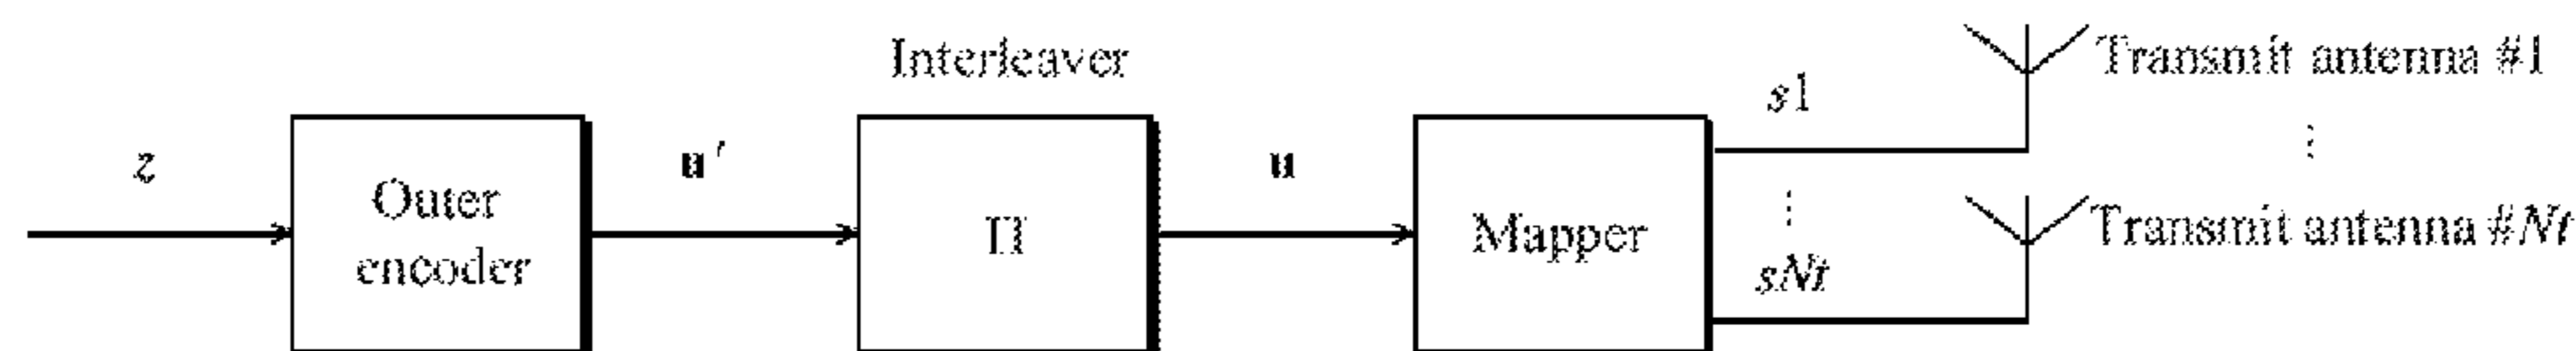 Interleaver
z
Outer
encoder
u′
Π
u
Mapper
s1
⋮
sNt
Transmit antenna #1
⋮
Transmit antenna #Nt